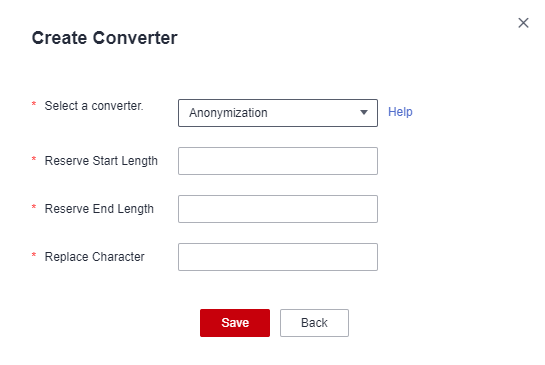 Create Converter
* Select a converter.
Anonymization
Help
* Reserve Start Length
* Reserve End Length
* Replace Character
Save
Back